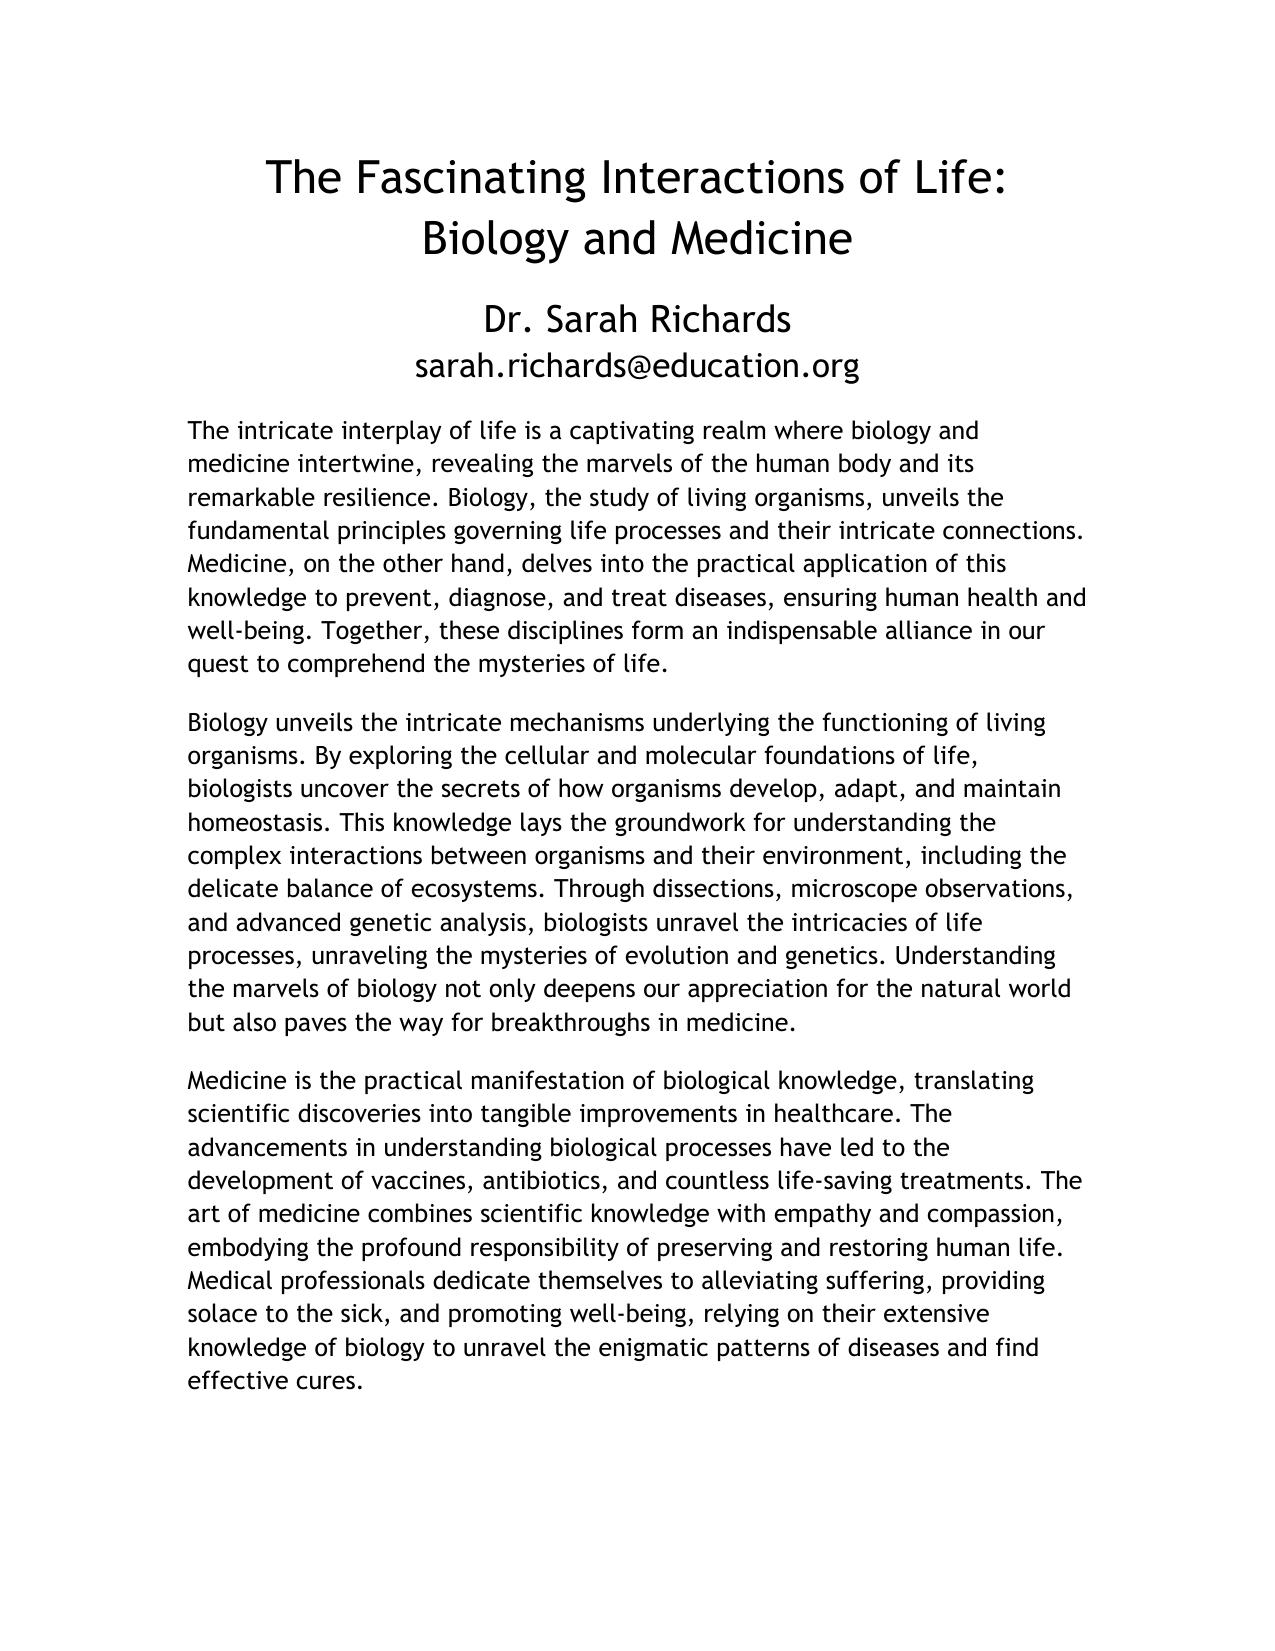 The Fascinating Interactions of Life:
Biology and Medicine
Dr. Sarah Richards
sarah.richards@education.org
The intricate interplay of life is a captivating realm where biology and
medicine intertwine, revealing the marvels of the human body and its
remarkable resilience. Biology, the study of living organisms, unveils the
fundamental principles governing life processes and their intricate connections.
Medicine, on the other hand, delves into the practical application of this
knowledge to prevent, diagnose, and treat diseases, ensuring human health and
well-being. Together, these disciplines form an indispensable alliance in our
quest to comprehend the mysteries of life.
Biology unveils the intricate mechanisms underlying the functioning of living
organisms. By exploring the cellular and molecular foundations of life,
biologists uncover the secrets of how organisms develop, adapt, and maintain
homeostasis. This knowledge lays the groundwork for understanding the
complex interactions between organisms and their environment, including the
delicate balance of ecosystems. Through dissections, microscope observations,
and advanced genetic analysis, biologists unravel the intricacies of life
processes, unraveling the mysteries of evolution and genetics. Understanding
the marvels of biology not only deepens our appreciation for the natural world
but also paves the way for breakthroughs in medicine.
Medicine is the practical manifestation of biological knowledge, translating
scientific discoveries into tangible improvements in healthcare. The
advancements in understanding biological processes have led to the
development of vaccines, antibiotics, and countless life-saving treatments. The
art of medicine combines scientific knowledge with empathy and compassion,
embodying the profound responsibility of preserving and restoring human life.
Medical professionals dedicate themselves to alleviating suffering, providing
solace to the sick, and promoting well-being, relying on their extensive
knowledge of biology to unravel the enigmatic patterns of diseases and find
effective cures.